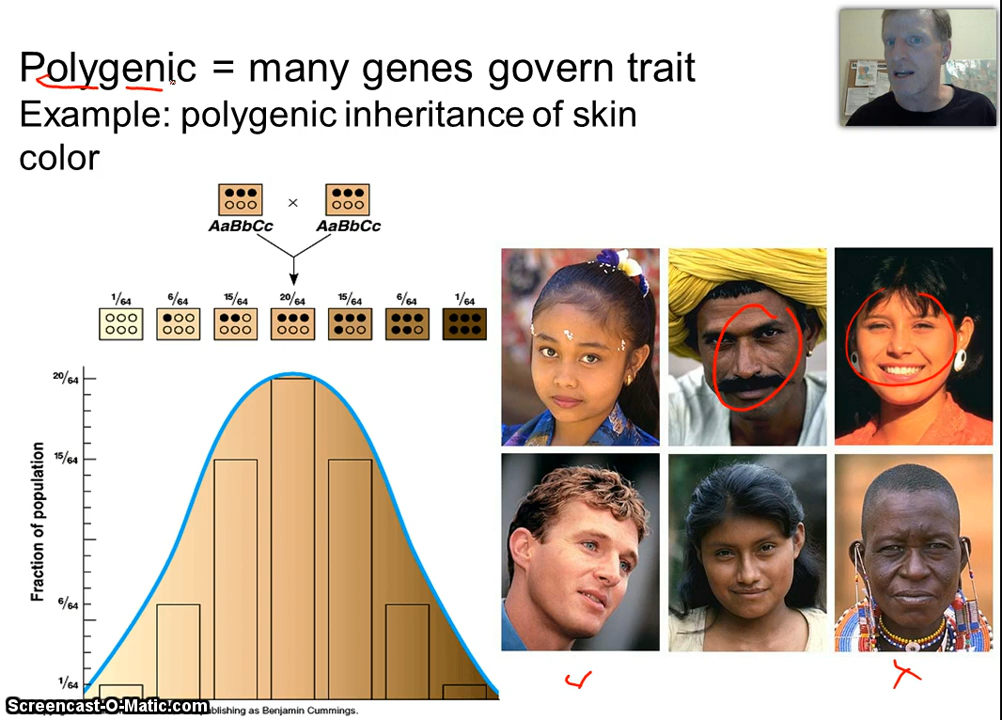 Polygenic = many genes govern trait
Example: polygenic inheritance of skin
color
×
AaBbCc AaBbCc
1/64 6/64 15/64 20/64 15/64 6/64 1/64
20/64
15/64
Fraction of population
6/64
1/64
Screencast-O-Matic.com
publishing as Benjamin Cummings.